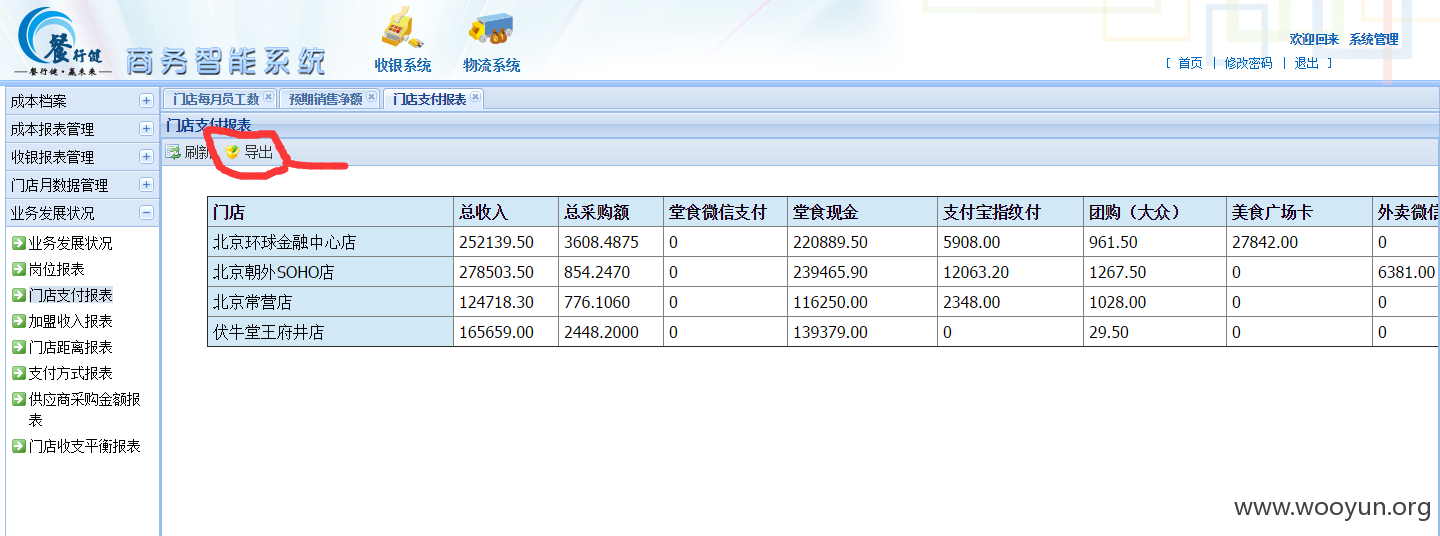 餐行健
餐行健·赢未来
商务智能系统
收银系统 物流系统
欢迎回来 系统管理
[ 首页 | 修改密码 | 退出 ]
成本档案
成本报表管理
收银报表管理
门店月数据管理
业务发展状况
业务发展状况
岗位报表
门店支付报表
加盟收入报表
门店距离报表
支付方式报表
供应商采购金额报
表
门店收支平衡报表
门店每月员工数 预期销售净额 门店支付报表
门店支付报表
刷新 导出
门店 总收入 总采购额 堂食微信支付 堂食现金 支付宝指纹付 团购（大众） 美食广场卡 外卖微信
北京环球金融中心店 252139.50 3608.4875 0 220889.50 5908.00 961.50 27842.00 0
北京朝外SOHO店 278503.50 854.2470 0 239465.90 12063.20 1267.50 0 6381.00
北京常营店 124718.30 776.1060 0 116250.00 2348.00 1028.00 0 0
伏牛堂王府井店 165659.00 2448.2000 0 139379.00 0 29.50 0 0
www.wooyun.org